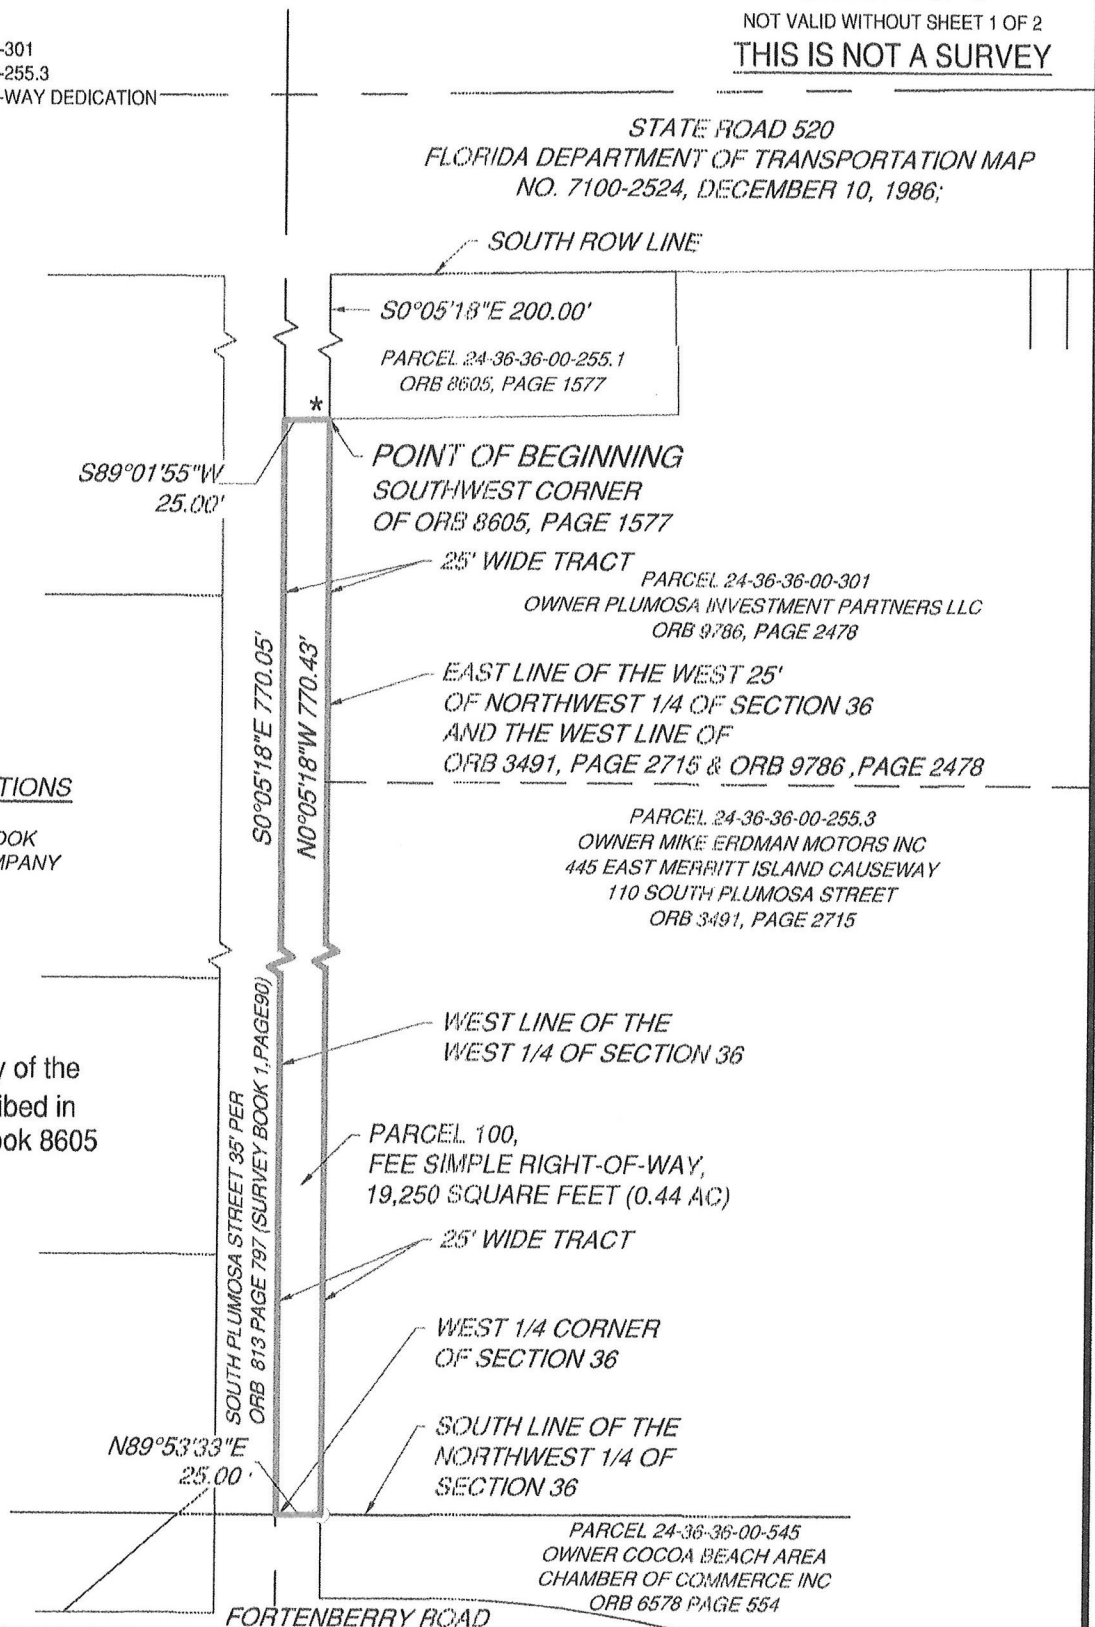 NOT VALID WITHOUT SHEET 1 OF 2
THIS IS NOT A SURVEY
-301
-255.3
-WAY DEDICATION
STATE ROAD 520
FLORIDA DEPARTMENT OF TRANSPORTATION MAP
NO. 7100-2524, DECEMBER 10, 1986;
SOUTH ROW LINE
S0°05'18"E 200.00'
PARCEL 24-36-36-00-255.1
ORB 8605, PAGE 1577
*
S89°01'55"W
25.00'
POINT OF BEGINNING
SOUTHWEST CORNER
OF ORB 8605, PAGE 1577
25' WIDE TRACT
PARCEL 24-36-36-00-301
OWNER PLUMOSA INVESTMENT PARTNERS LLC
ORB 9786, PAGE 2478
S0°05'18"E 770.05'
N0°05'18"W 770.43'
EAST LINE OF THE WEST 25'
OF NORTHWEST 1/4 OF SECTION 36
AND THE WEST LINE OF
ORB 3491, PAGE 2715 & ORB 9786 ,PAGE 2478
TIONS
OOK
MPANY
PARCEL 24-36-36-00-255.3
OWNER MIKE ERDMAN MOTORS INC
445 EAST MERRITT ISLAND CAUSEWAY
110 SOUTH PLUMOSA STREET
ORB 3491, PAGE 2715
WEST LINE OF THE
WEST 1/4 OF SECTION 36
y of the
ibed in
ook 8605
SOUTH PLUMOSA STREET 35' PER
ORB 813 PAGE 797 (SURVEY BOOK 1,PAGE90)
PARCEL 100,
FEE SIMPLE RIGHT-OF-WAY,
19,250 SQUARE FEET (0.44 AC)
25' WIDE TRACT
WEST 1/4 CORNER
OF SECTION 36
N89°53'33"E
25.00 '
SOUTH LINE OF THE
NORTHWEST 1/4 OF
SECTION 36
PARCEL 24-36-36-00-545
OWNER COCOA BEACH AREA
CHAMBER OF COMMERCE INC
ORB 6578 PAGE 554
FORTENBERRY ROAD